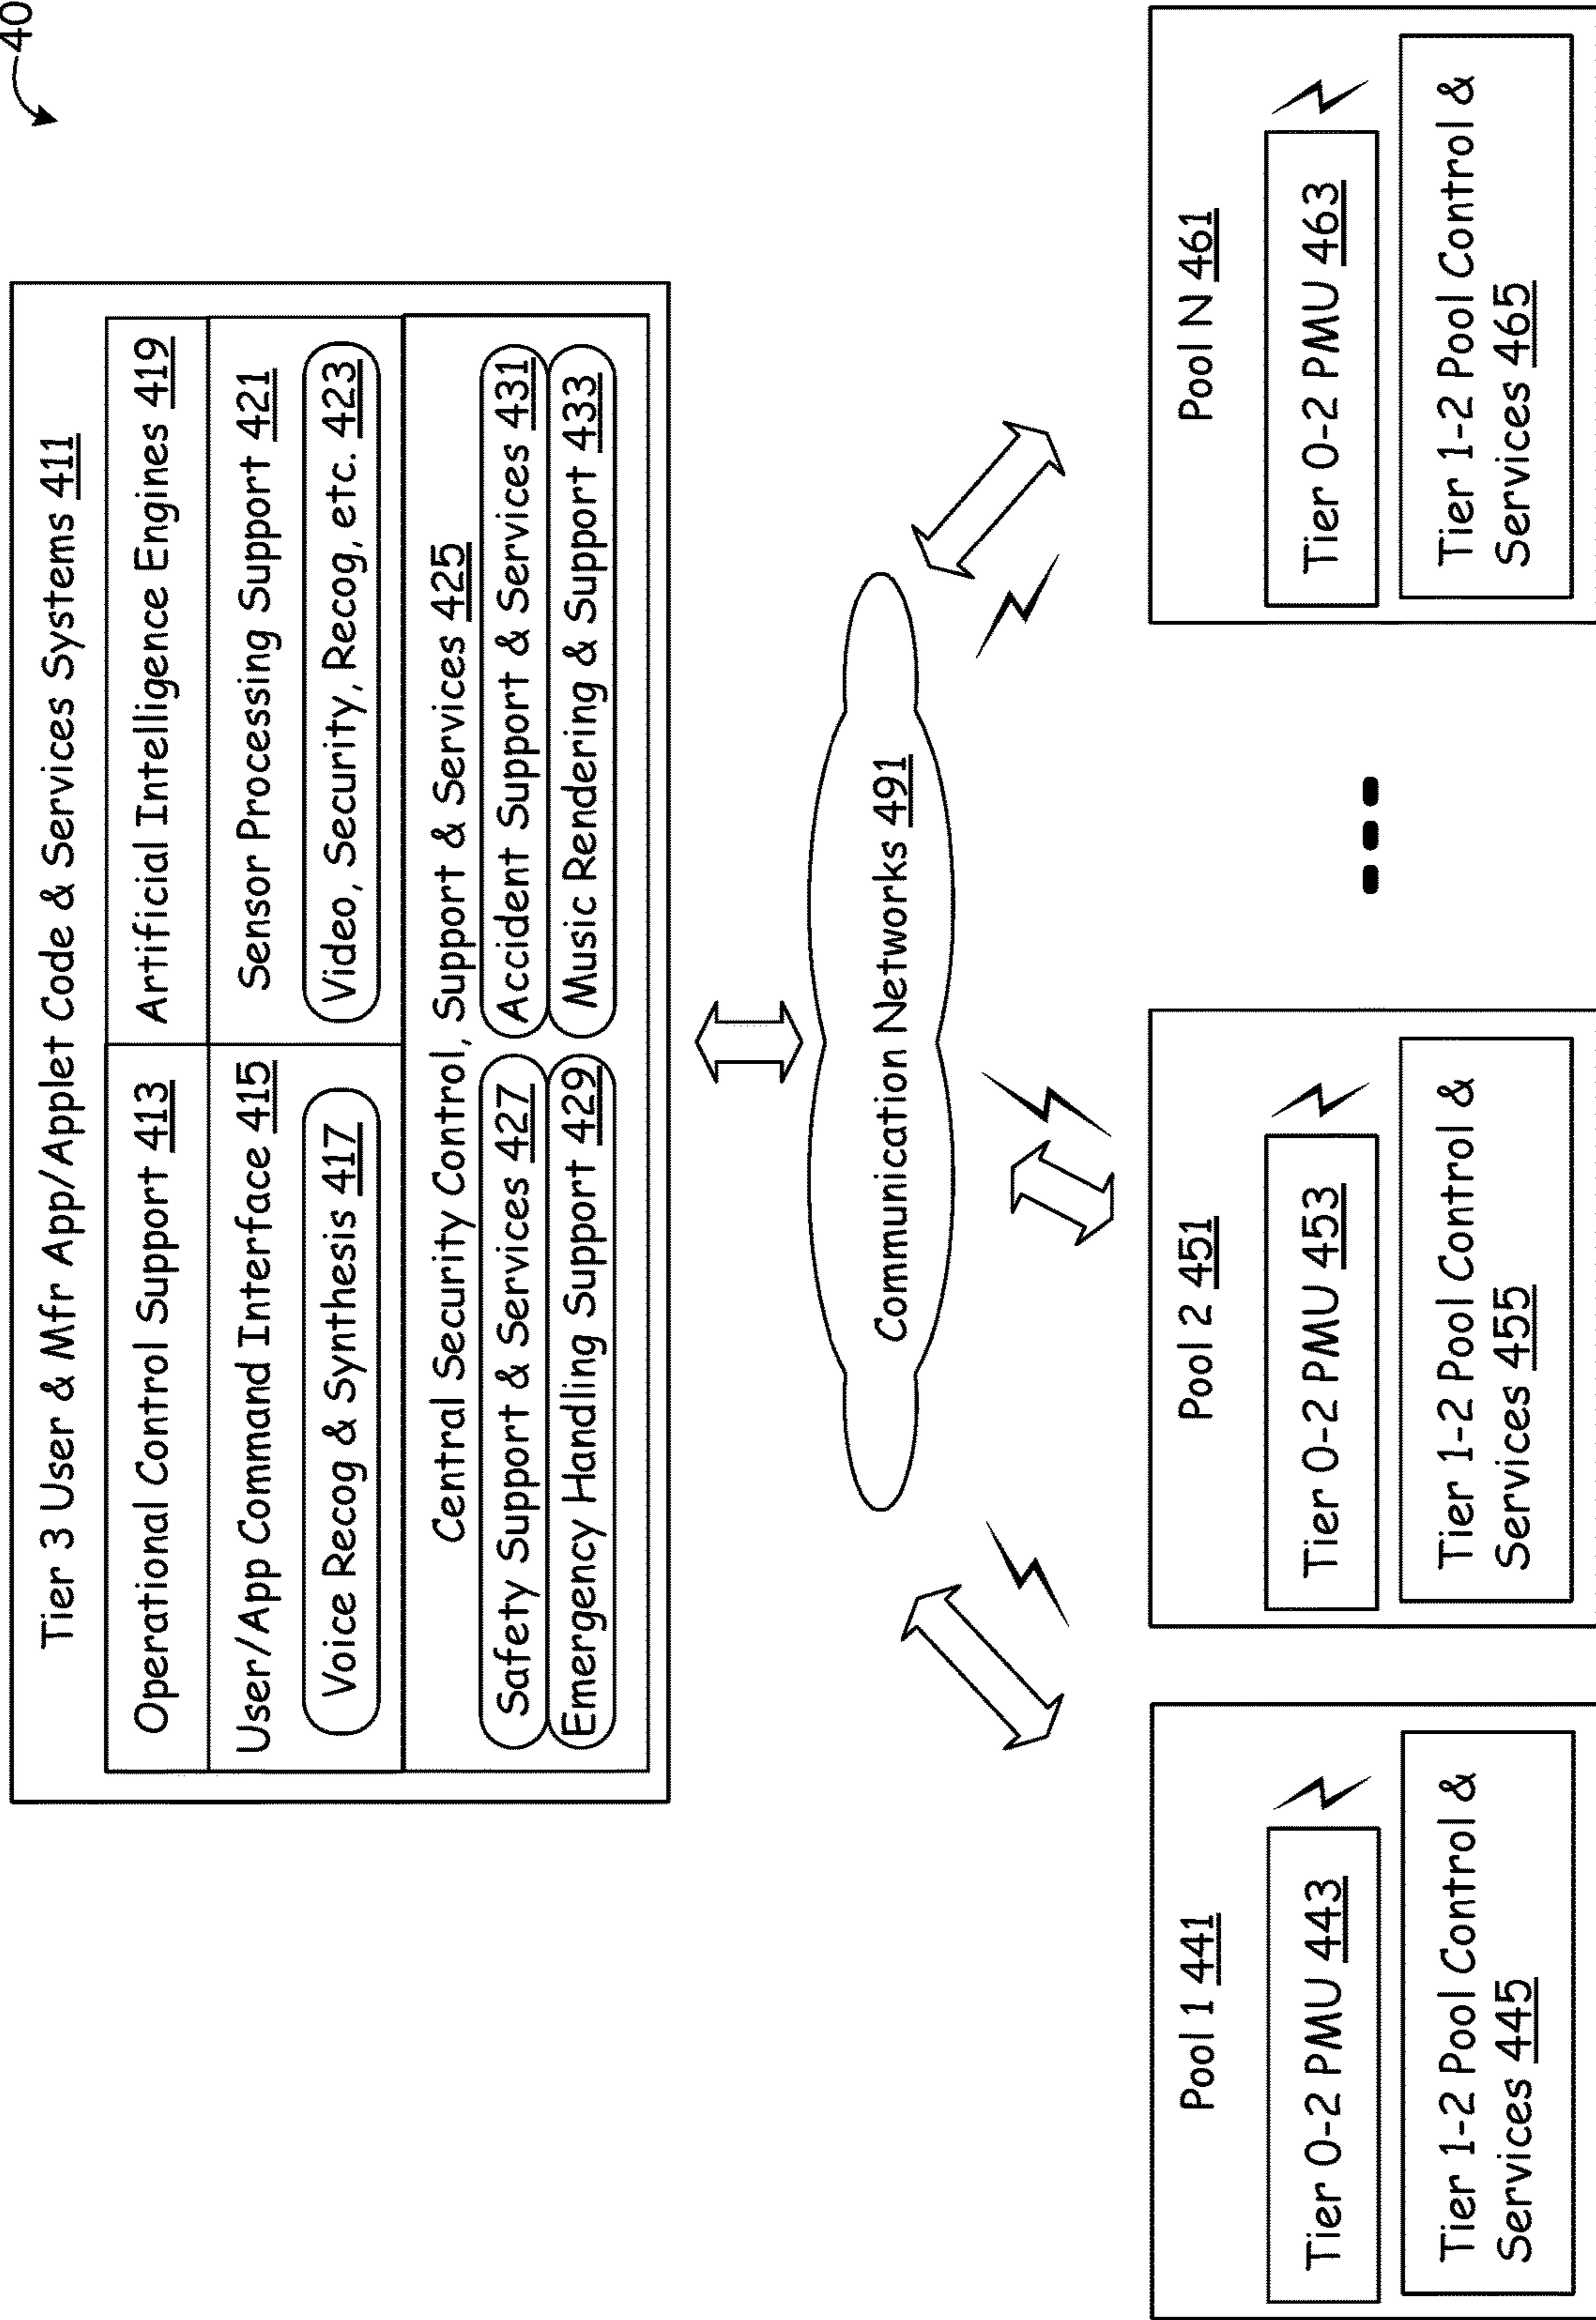 40
Tier 3 User & Mfr App/Applet Code & Services Systems 411
Operational Control Support 413
Artificial Intelligence Engines 419
User/App Command Interface 415
Voice Recog & Synthesis 417
Sensor Processing Support 421
Video, Security, Recog, etc. 423
Central Security Control, Support & Services 425
Safety Support & Services 427
Accident Support & Services 431
Emergency Handling Support 429
Music Rendering & Support 433
Communication Networks 491
Pool 1 441
Tier 0-2 PMU 443
Tier 1-2 Pool Control &
Services 445
Pool 2 451
Tier 0-2 PMU 453
Tier 1-2 Pool Control &
Services 455
Pool N 461
Tier 0-2 PMU 463
Tier 1-2 Pool Control &
Services 465